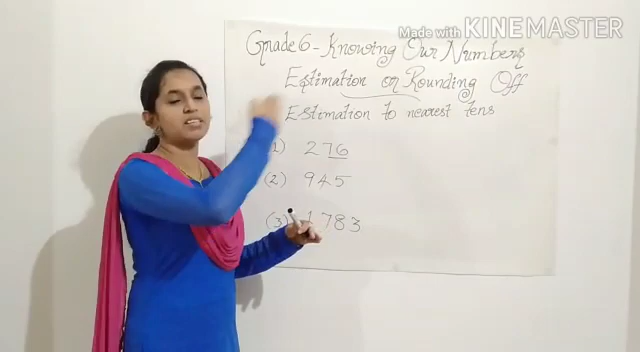 Made with KINEMASTER
Grade 6 - Knowing Our Numbers
Estimation or Rounding Off
Estimation to nearest tens
1) 276
(2) 945
(3) 1783